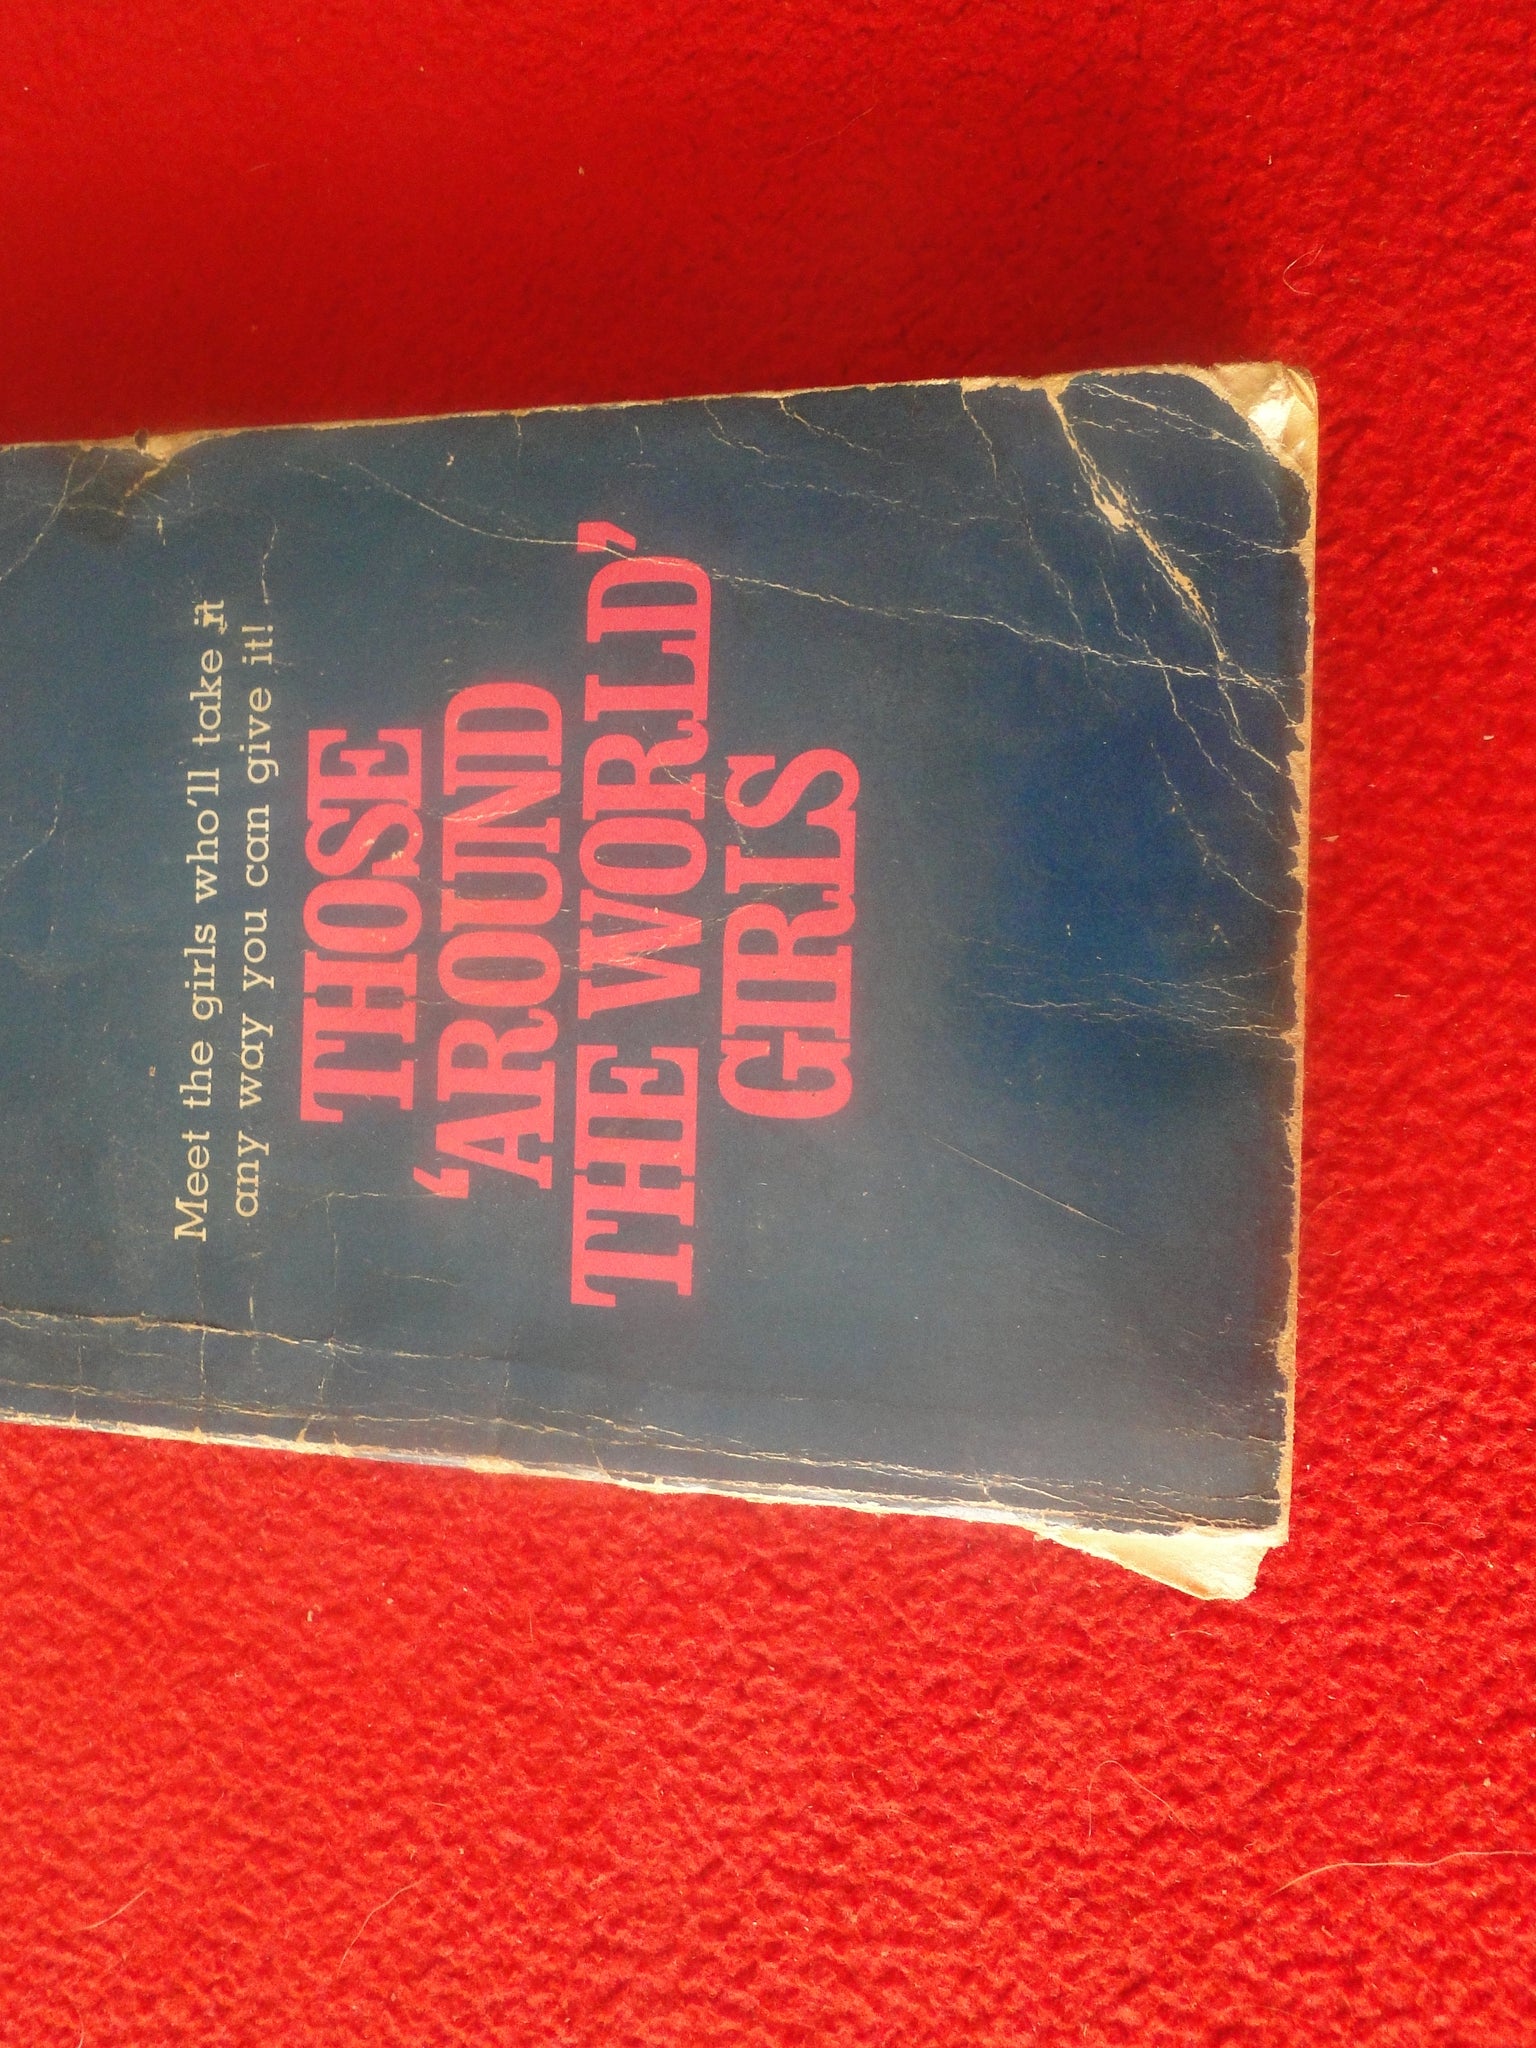 Meet the girls who'll take it
any way you can give it!
THOSE
'AROUND
THE WORLD'
GIRLS